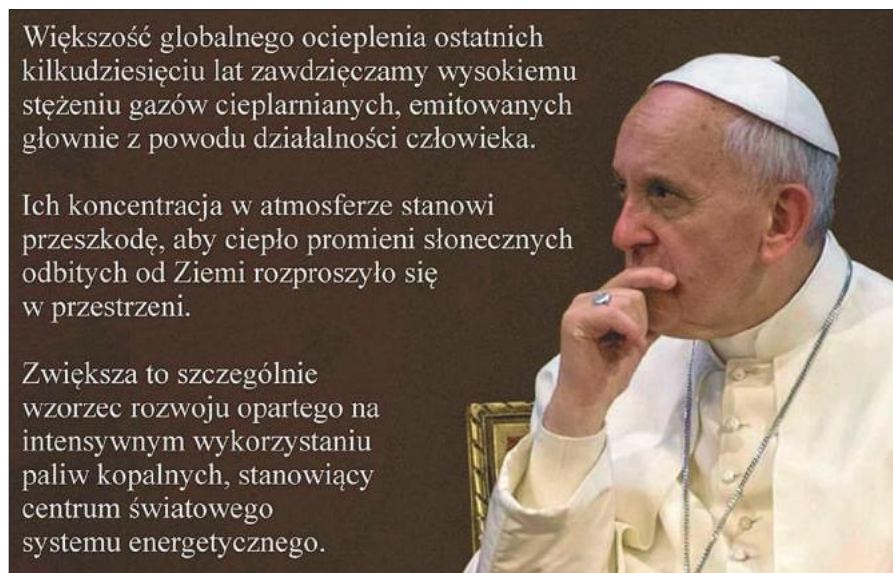 Większość globalnego ocieplenia ostatnich
kilkudziesięciu lat zawdzięczamy wysokiemu
stężeniu gazów cieplarnianych, emitowanych
głownie z powodu działalności człowieka.
Ich koncentracja w atmosferze stanowi
przeszkodę, aby ciepło promieni słonecznych
odbitych od Ziemi rozproszyło się
w przestrzeni.
Zwiększa to szczególnie
wzorzec rozwoju opartego na
intensywnym wykorzystaniu
paliw kopalnych, stanowiący
centrum światowego
systemu energetycznego.